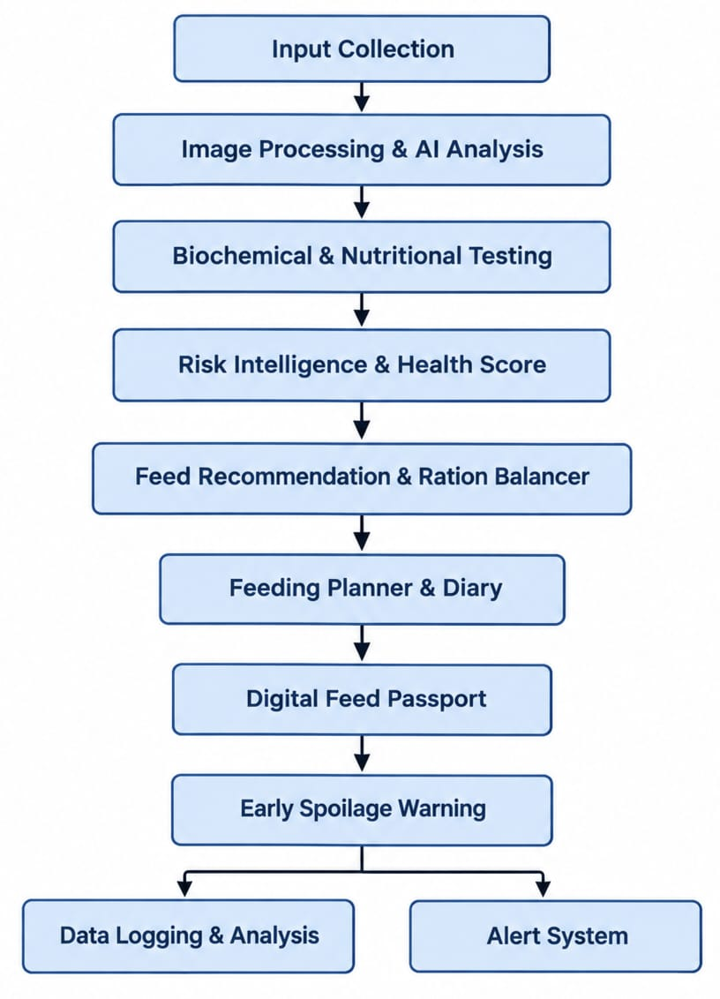 Input Collection
Image Processing & AI Analysis
Biochemical & Nutritional Testing
Risk Intelligence & Health Score
Feed Recommendation & Ration Balancer
Feeding Planner & Diary
Digital Feed Passport
Early Spoilage Warning
Data Logging & Analysis
Alert System